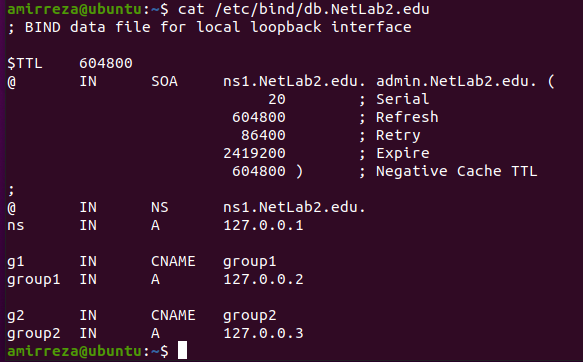 amirreza@ubuntu:~$ cat /etc/bind/db.NetLab2.edu
; BIND data file for local loopback interface
$TTL 604800
@ IN SOA ns1.NetLab2.edu. admin.NetLab2.edu. (
20 ; Serial
604800 ; Refresh
86400 ; Retry
2419200 ; Expire
604800 ) ; Negative Cache TTL
;
@ IN NS ns1.NetLab2.edu.
ns IN A 127.0.0.1
g1 IN CNAME group1
group1 IN A 127.0.0.2
g2 IN CNAME group2
group2 IN A 127.0.0.3
amirreza@ubuntu:~$